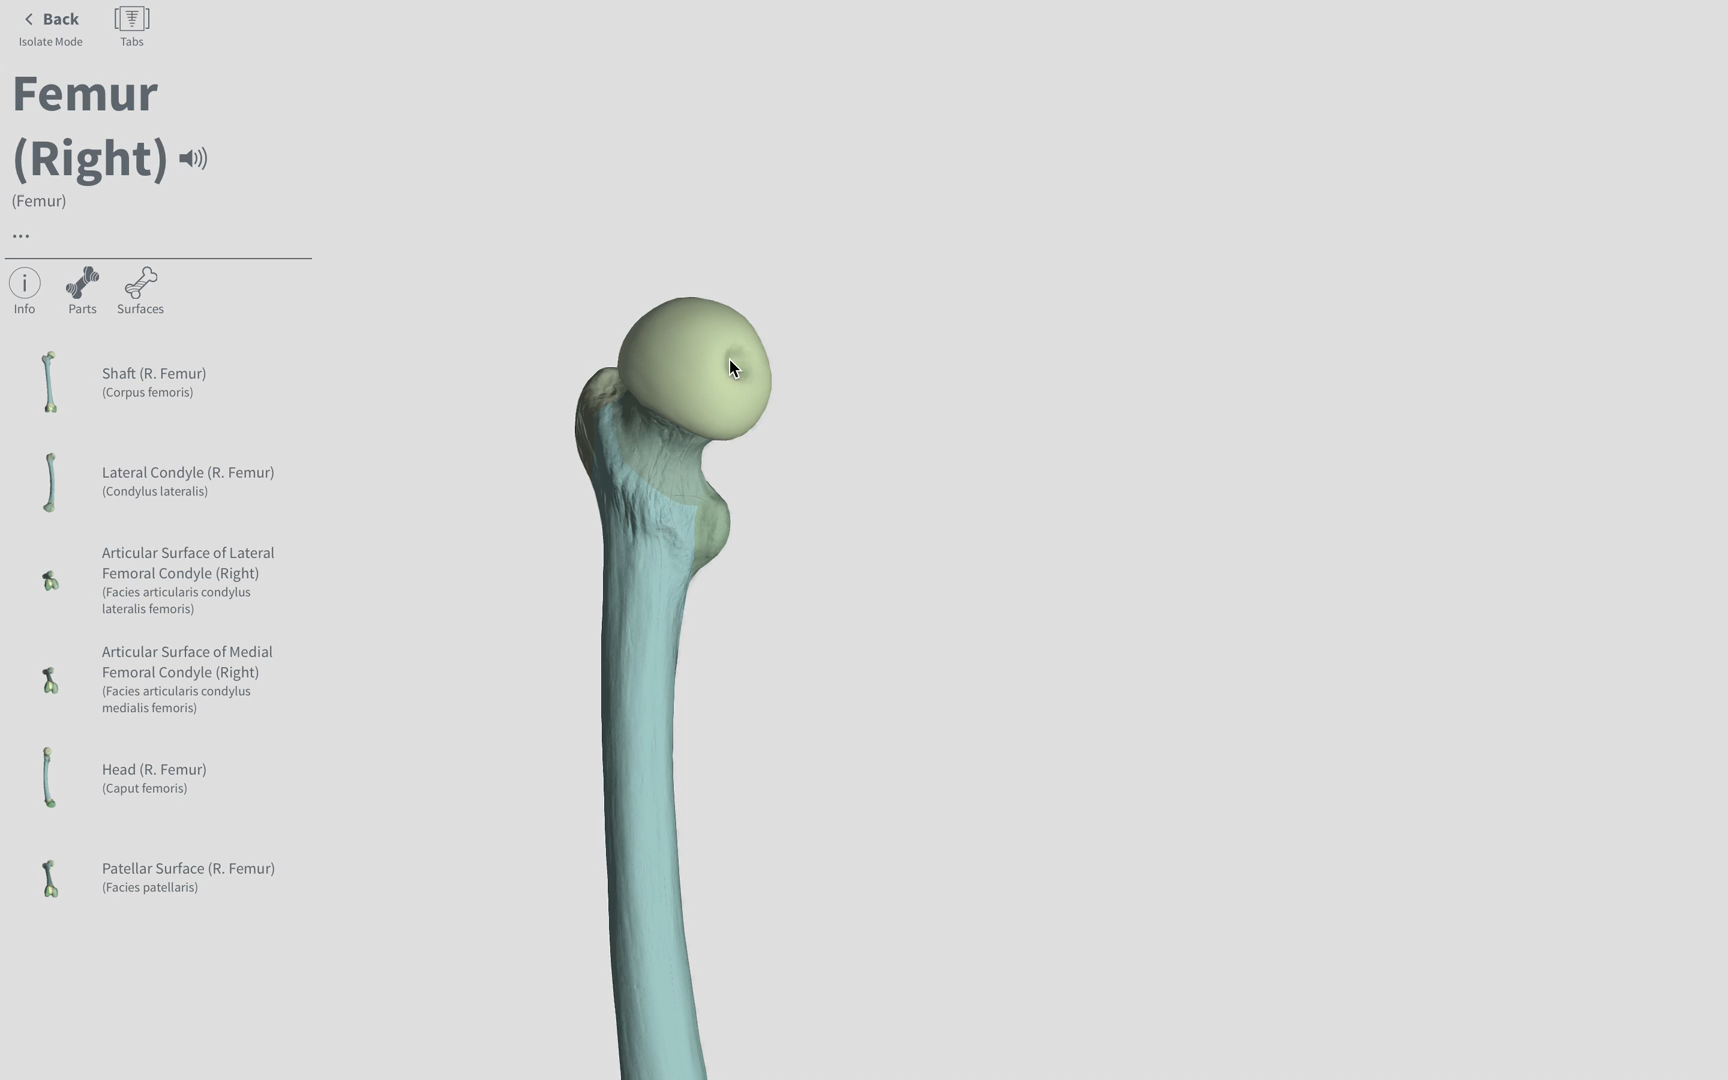 Back
Isolate Mode
Tabs
Femur
(Right)
(Femur)
...
Info
Parts
Surfaces
Shaft (R. Femur)
(Corpus femoris)
Lateral Condyle (R. Femur)
(Condylus lateralis)
Articular Surface of Lateral
Femoral Condyle (Right)
(Facies articularis condylus
lateralis femoris)
Articular Surface of Medial
Femoral Condyle (Right)
(Facies articularis condylus
medialis femoris)
Head (R. Femur)
(Caput femoris)
Patellar Surface (R. Femur)
(Facies patellaris)